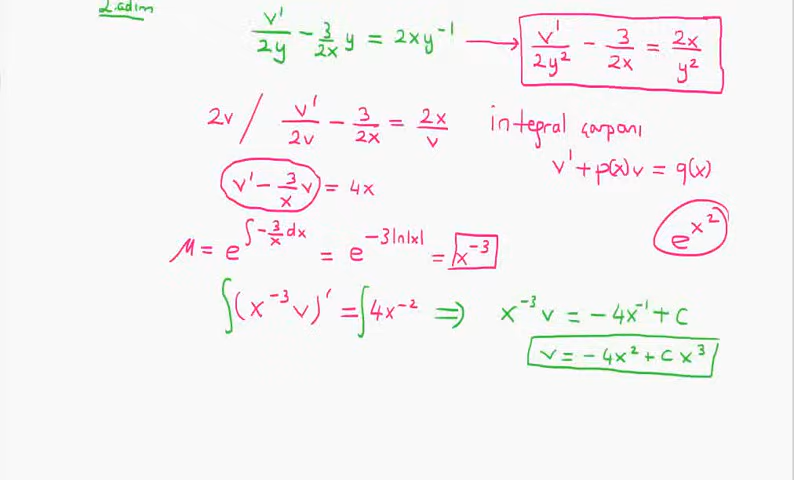 2.adım
v'/2y − 3/2x y = 2xy⁻¹ → v'/2y² − 3/2x = 2x/y²
2v / v'/2v − 3/2x = 2x/v integral çarpanı
v' + p(x)v = q(x)
v' − 3/x v = 4x
e^x²
μ = e^∫−3/x dx = e^−3ln|x| = x⁻³
∫(x⁻³v)' = ∫4x⁻² ⇒ x⁻³v = −4x⁻¹ + c
v = −4x² + cx³